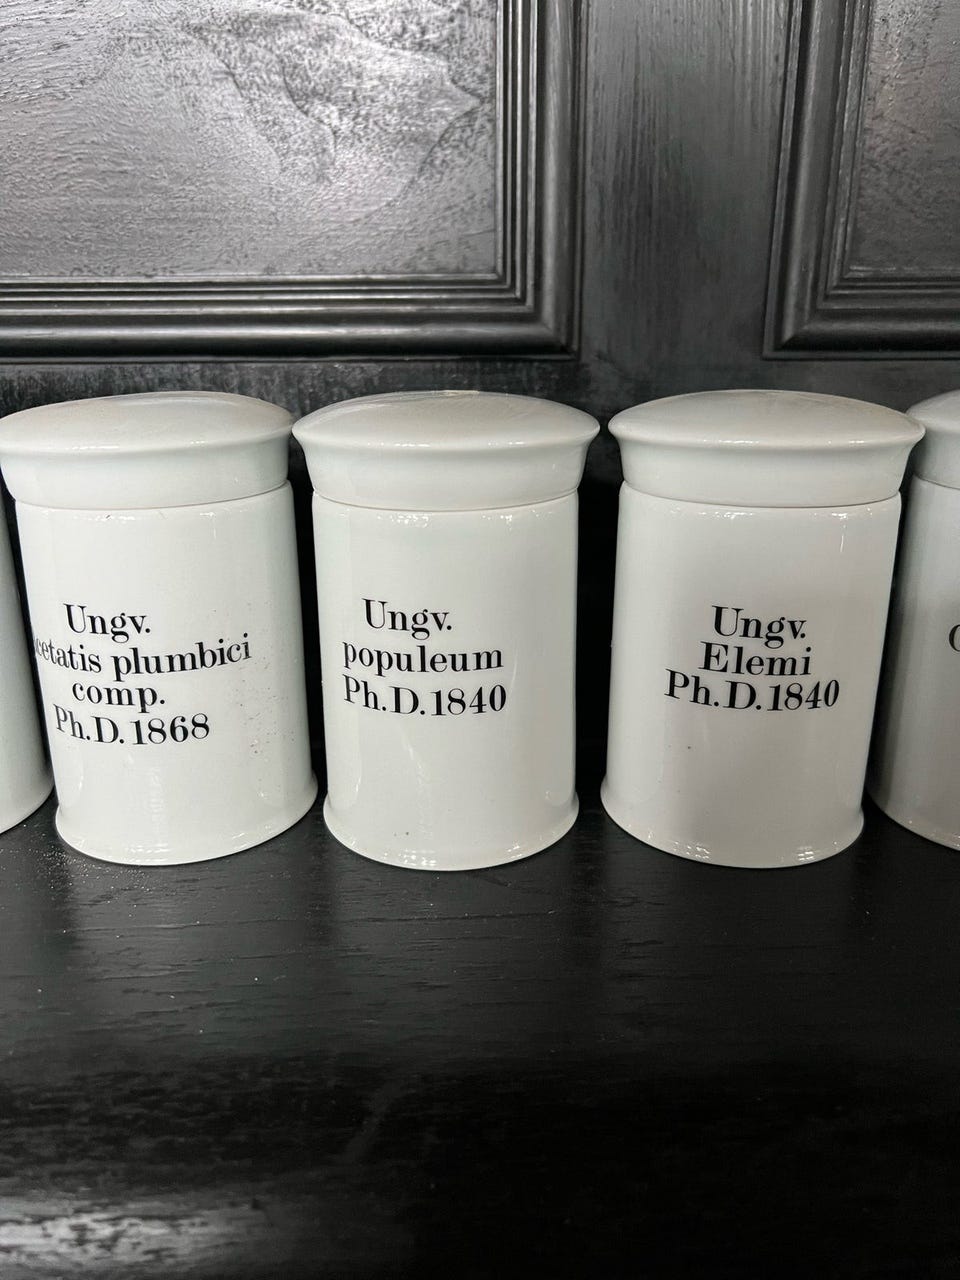 Ungv.
cetatis plumbici
comp.
Ph.D.1868
Ungv.
populeum
Ph.D.1840
Ungv.
Elemi
Ph.D.1840